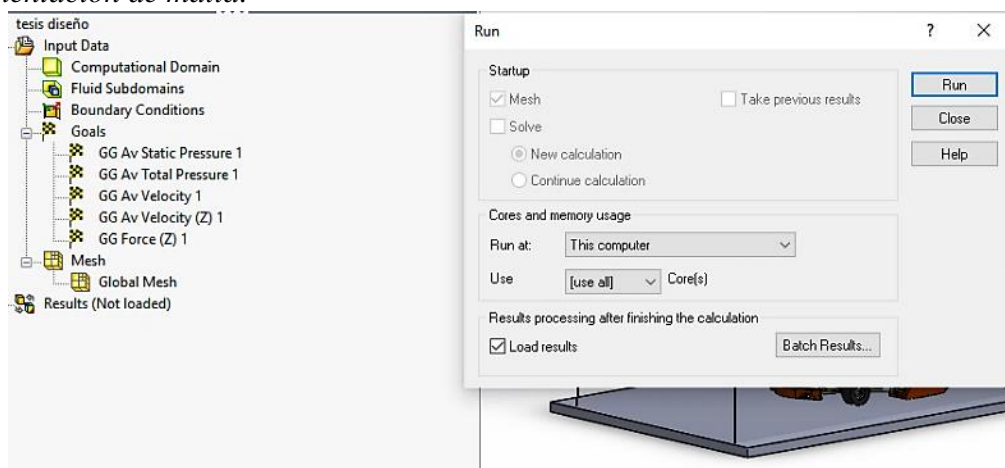 de malla.
tesis diseño
Input Data
Computational Domain
Fluid Subdomains
Boundary Conditions
Goals
GG Av Static Pressure 1
GG Av Total Pressure 1
GG Av Velocity 1
GG Av Velocity (Z) 1
GG Force (Z) 1
Mesh
Global Mesh
Results (Not loaded)
Run ? X
Startup
Mesh Take previous results
Solve
New calculation
Continue calculation
Cores and memory usage
Run at: This computer
Use [use all] Core(s)
Results processing after finishing the calculation
Load results Batch Results...
Run
Close
Help